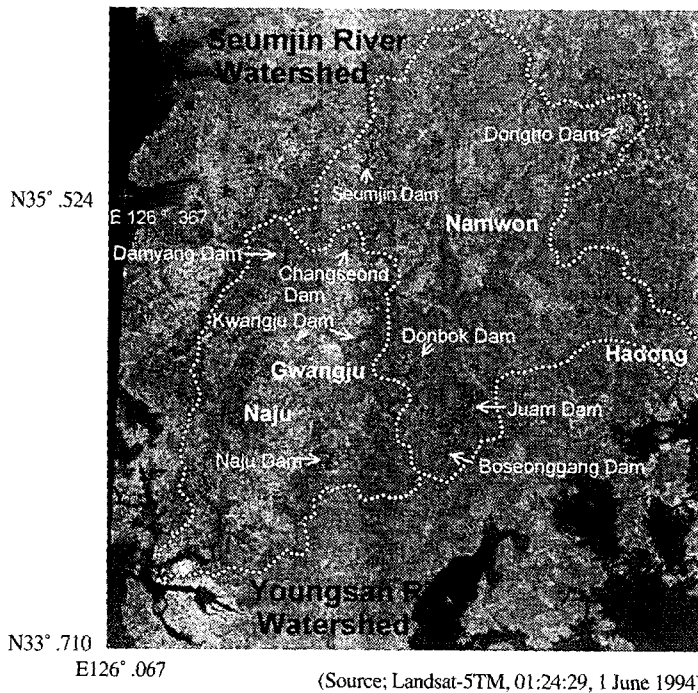 Seumjin River
Watershed
Dongho Dam
N35° .524
E 126° .367
Seumjin Dam
Namwon
Damyang Dam
Changseond
Dam
Kwangju Dam
Donbok Dam
Hadong
Gwangju
Naju
Juam Dam
Naju Dam
Boseonggang Dam
Youngsan Ri
Watershed
N33° .710
E126° .067
(Source; Landsat-5TM, 01:24:29, 1 June 1994)